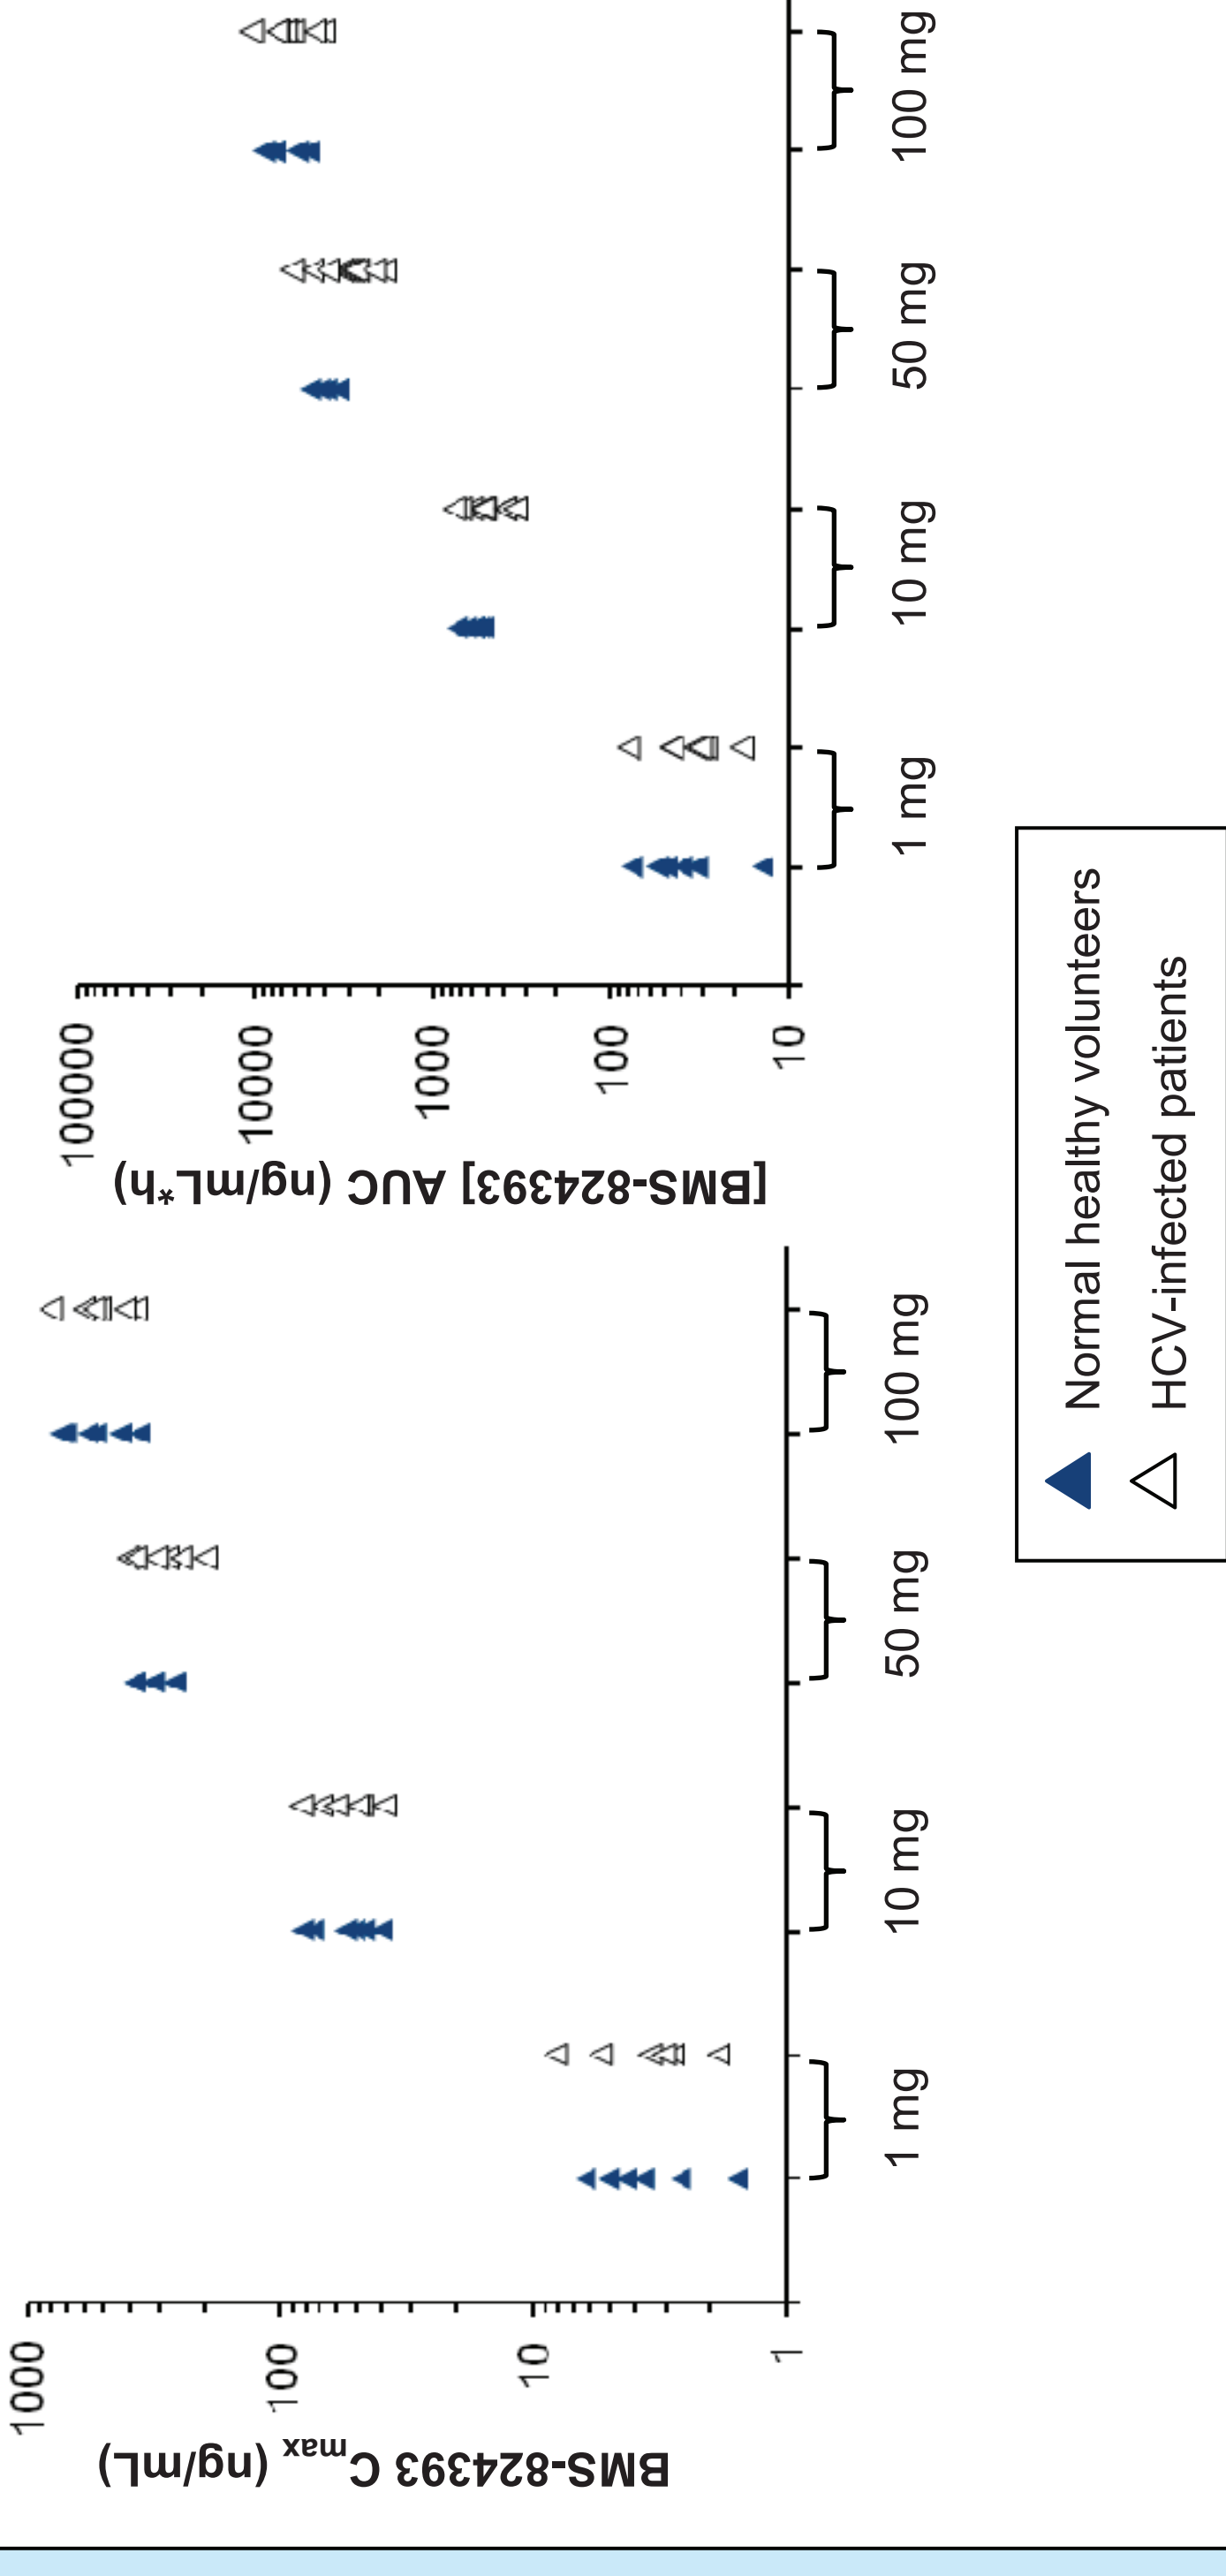 BMS-824393 Cmax (ng/mL)
1000
100
10
1
1 mg
10 mg
50 mg
100 mg
[BMS-824393] AUC (ng/mL*h)
100000
10000
1000
100
10
1 mg
10 mg
50 mg
100 mg
Normal healthy volunteers
HCV-infected patients